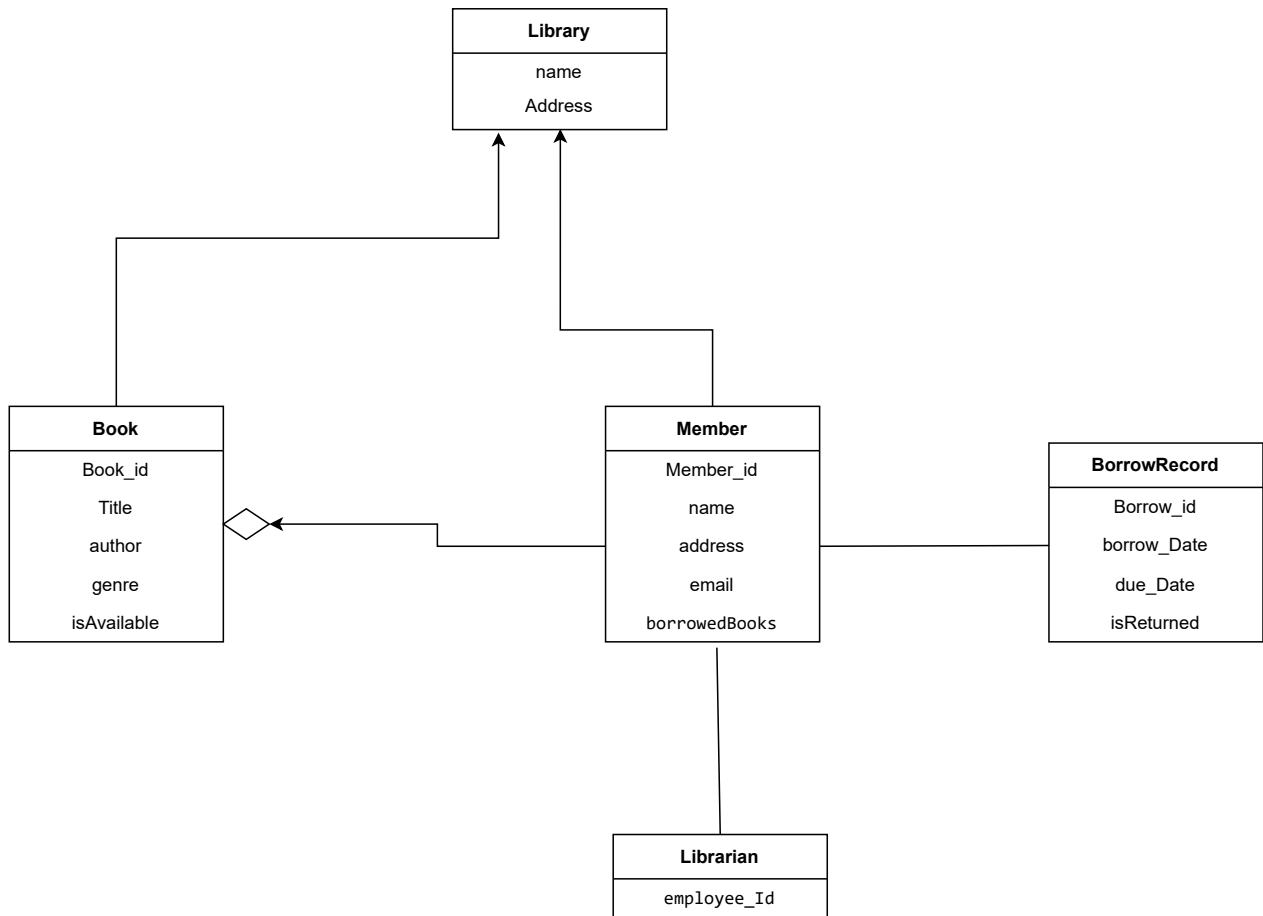 Library
name
Address
Book
Book_id
Title
author
genre
isAvailable
Member
Member_id
name
address
email
borrowedBooks
BorrowRecord
Borrow_id
borrow_Date
due_Date
isReturned
Librarian
employee_Id